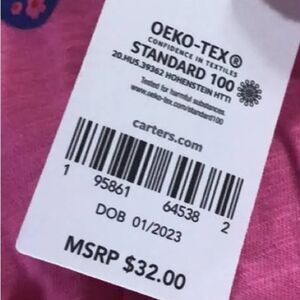 OEKO-TEX®
CONFIDENCE IN TEXTILES
STANDARD 100
20.HUS.39362 HOHENSTEIN HTTI
Tested for harmful substances.
www.oeko-tex.com/standard100
carters.com
1 95861 64538 2
DOB 01/2023
MSRP $32.00